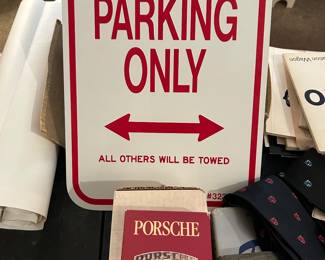 PARKING
ONLY
ALL OTHERS WILL BE TOWED
PORSCHE